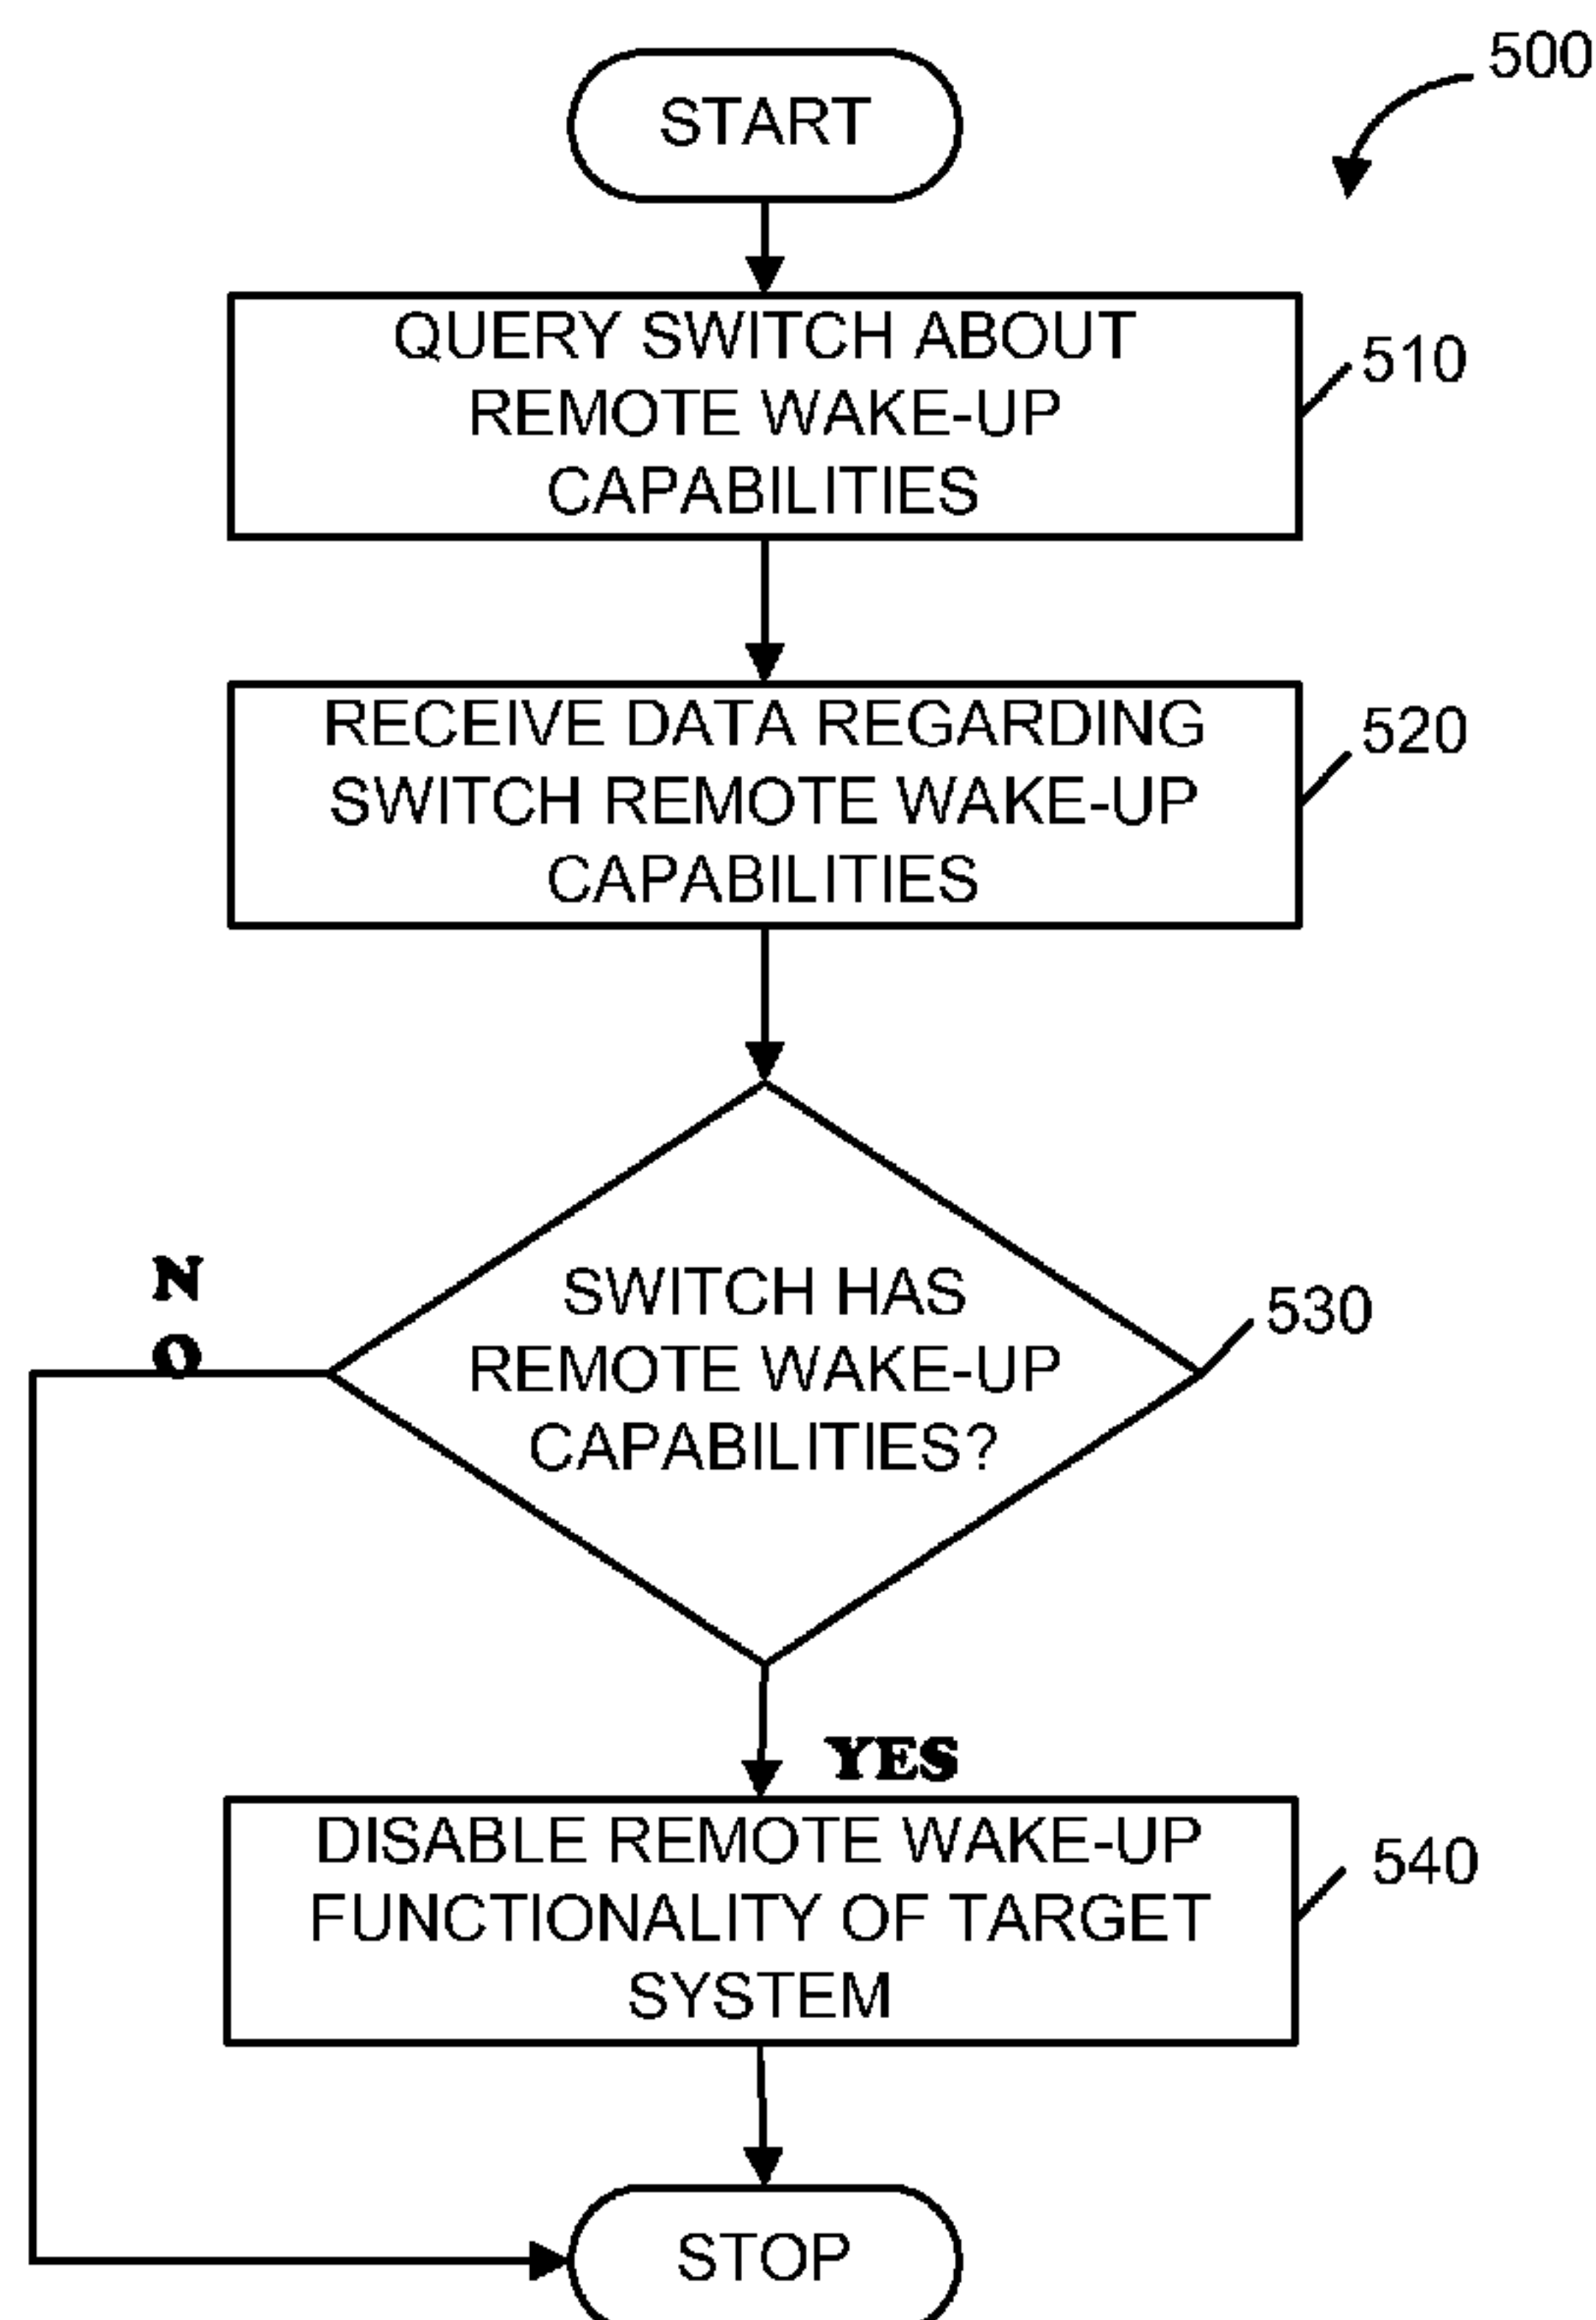 500
START
QUERY SWITCH ABOUT
REMOTE WAKE-UP
CAPABILITIES
510
RECEIVE DATA REGARDING
SWITCH REMOTE WAKE-UP
CAPABILITIES
520
N
O
SWITCH HAS
REMOTE WAKE-UP
CAPABILITIES?
530
YES
DISABLE REMOTE WAKE-UP
FUNCTIONALITY OF TARGET
SYSTEM
540
STOP